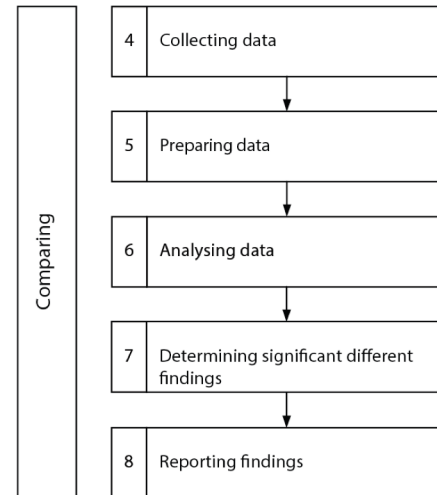 Comparing
4 Collecting data
5 Preparing data
6 Analysing data
7 Determining significant different
findings
8 Reporting findings